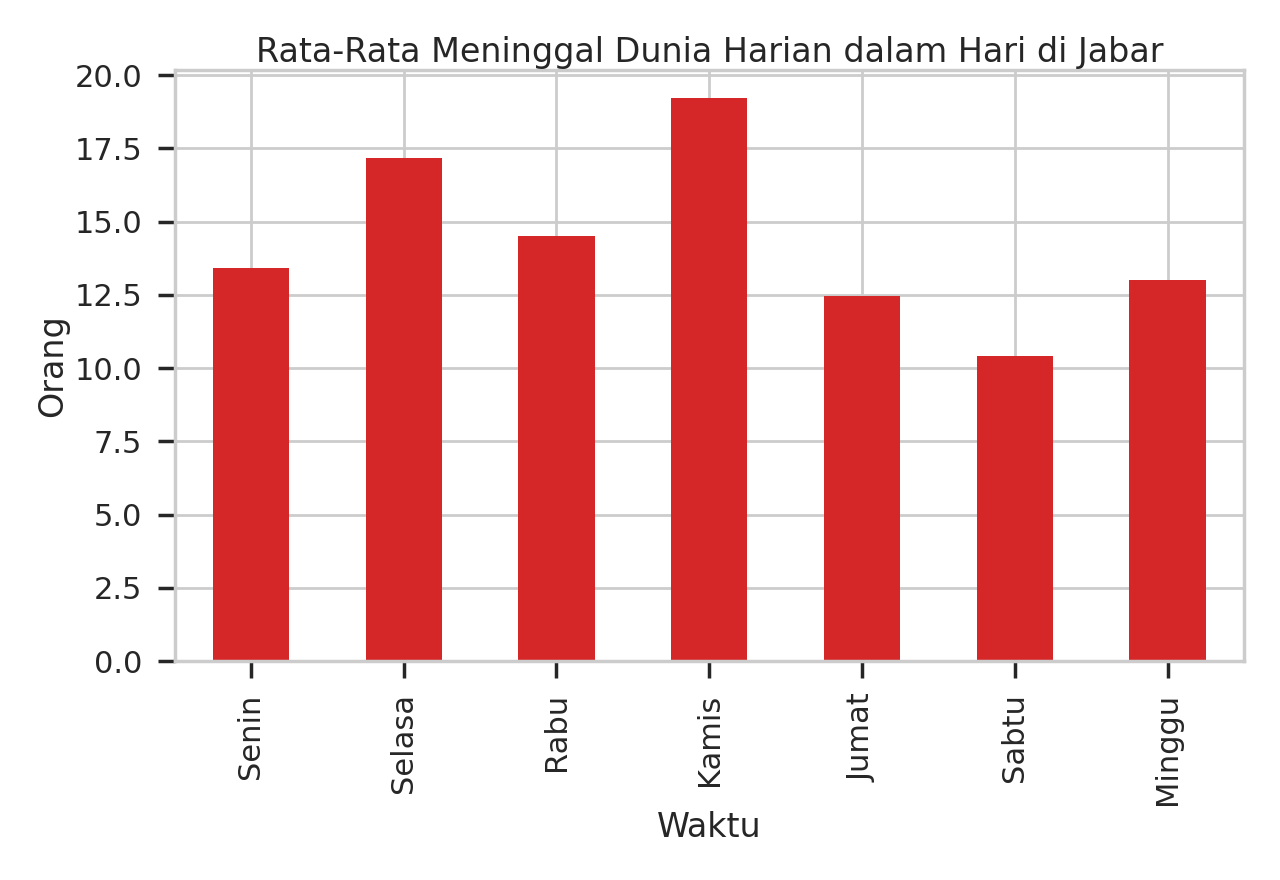 Rata-Rata Meninggal Dunia Harian dalam Hari di Jabar
20.0
17.5
15.0
12.5
10.0
7.5
5.0
2.5
0.0
Orang
Senin
Selasa
Rabu
Kamis
Jumat
Sabtu
Minggu
Waktu